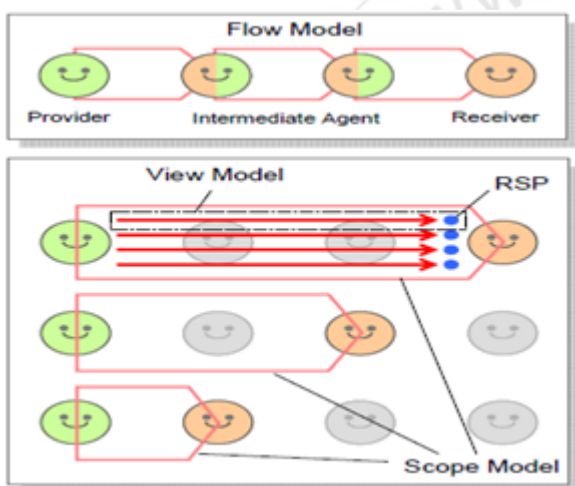 Flow Model
Provider
Intermediate Agent
Receiver
View Model
RSP
Scope Model